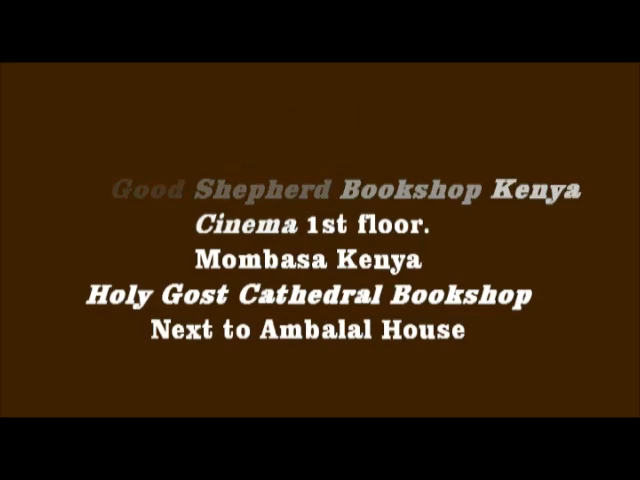 Good Shepherd Bookshop Kenya
Cinema 1st floor.
Mombasa Kenya
Holy Gost Cathedral Bookshop
Next to Ambalal House